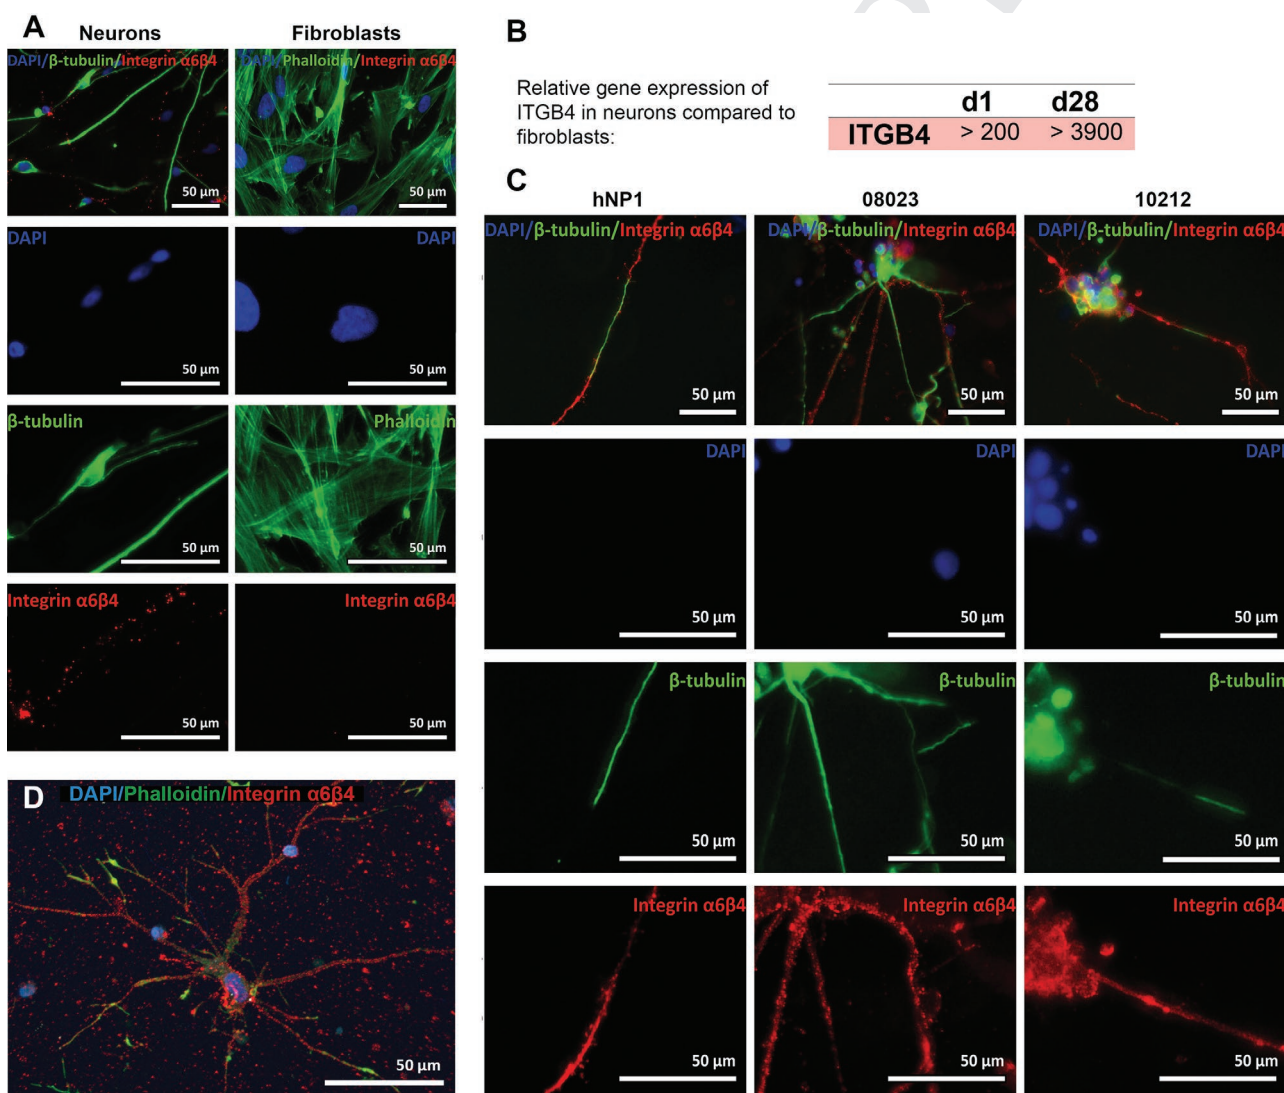 A
Neurons
Fibroblasts
DAPI/β-tubulin/Integrin α6β4
50 µm
DAPI/Phalloidin/Integrin α6β4
50 µm
DAPI
50 µm
DAPI
50 µm
β-tubulin
50 µm
Phalloidin
50 µm
Integrin α6β4
50 µm
Integrin α6β4
50 µm
B
Relative gene expression of
ITGB4 in neurons compared to
fibroblasts:
d1 d28
ITGB4 > 200 > 3900
C
hNP1
08023
10212
DAPI/β-tubulin/Integrin α6β4
50 µm
DAPI/β-tubulin/Integrin α6β4
50 µm
DAPI/β-tubulin/Integrin α6β4
50 µm
DAPI
50 µm
DAPI
50 µm
DAPI
50 µm
β-tubulin
50 µm
β-tubulin
50 µm
β-tubulin
50 µm
Integrin α6β4
50 µm
Integrin α6β4
50 µm
Integrin α6β4
50 µm
D
DAPI/Phalloidin/Integrin α6β4
50 µm